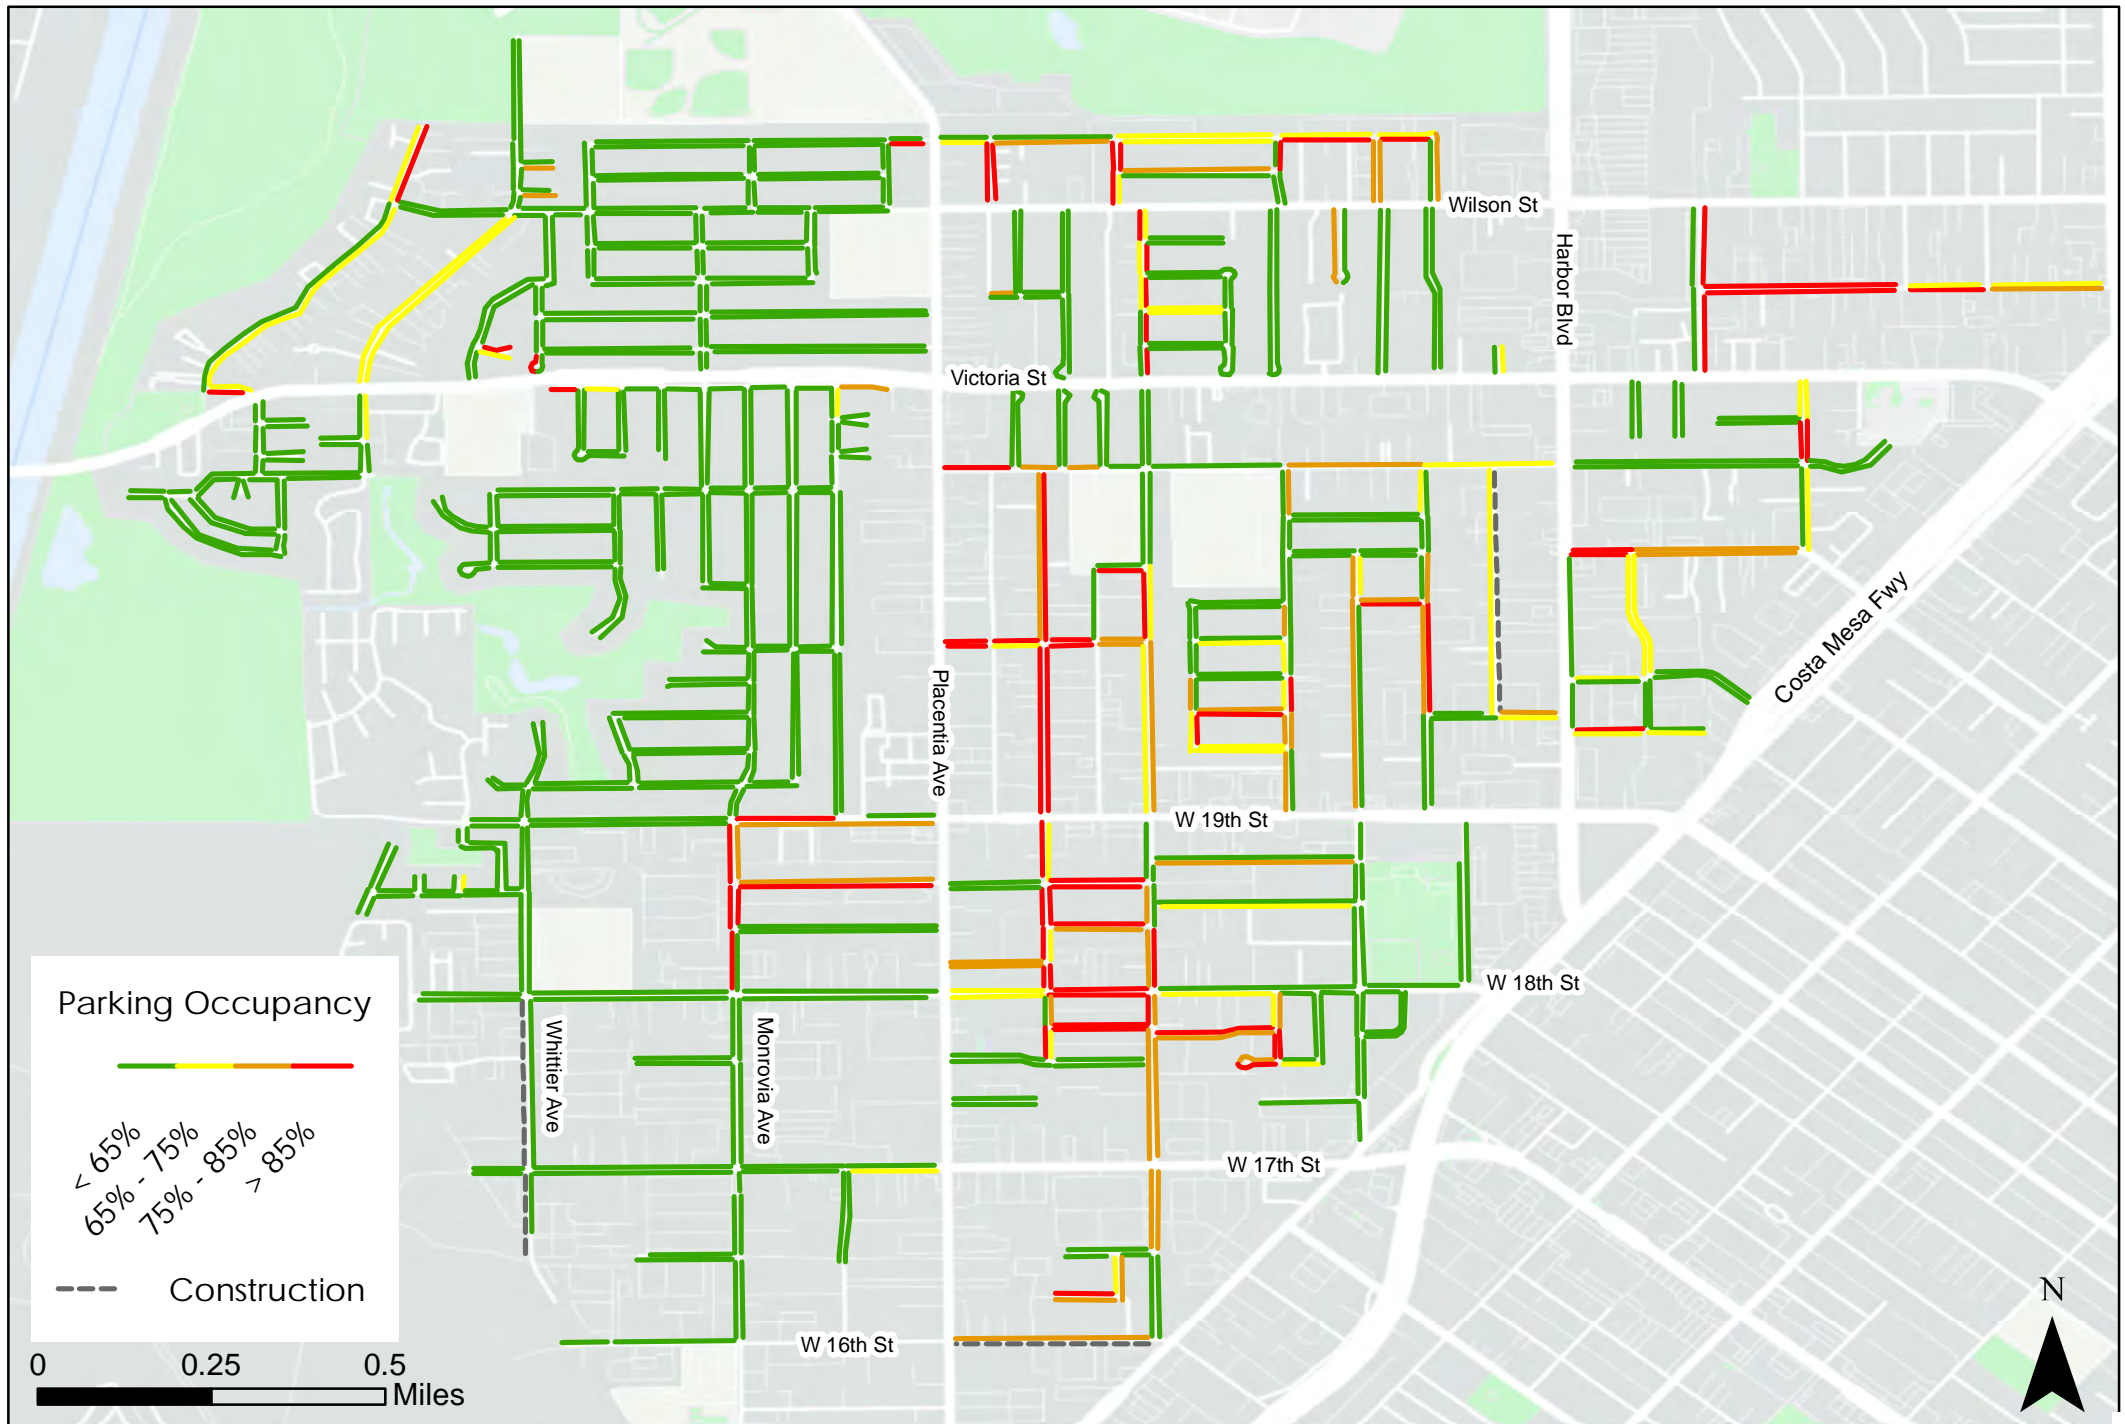 Wilson St
Harbor Blvd
Victoria St
Costa Mesa Fwy
Placentia Ave
W 19th St
W 18th St
Parking Occupancy
< 65%
65% - 75%
75% - 85%
> 85%
Construction
Whittier Ave
Monrovia Ave
W 17th St
W 16th St
N
0 0.25 0.5
Miles